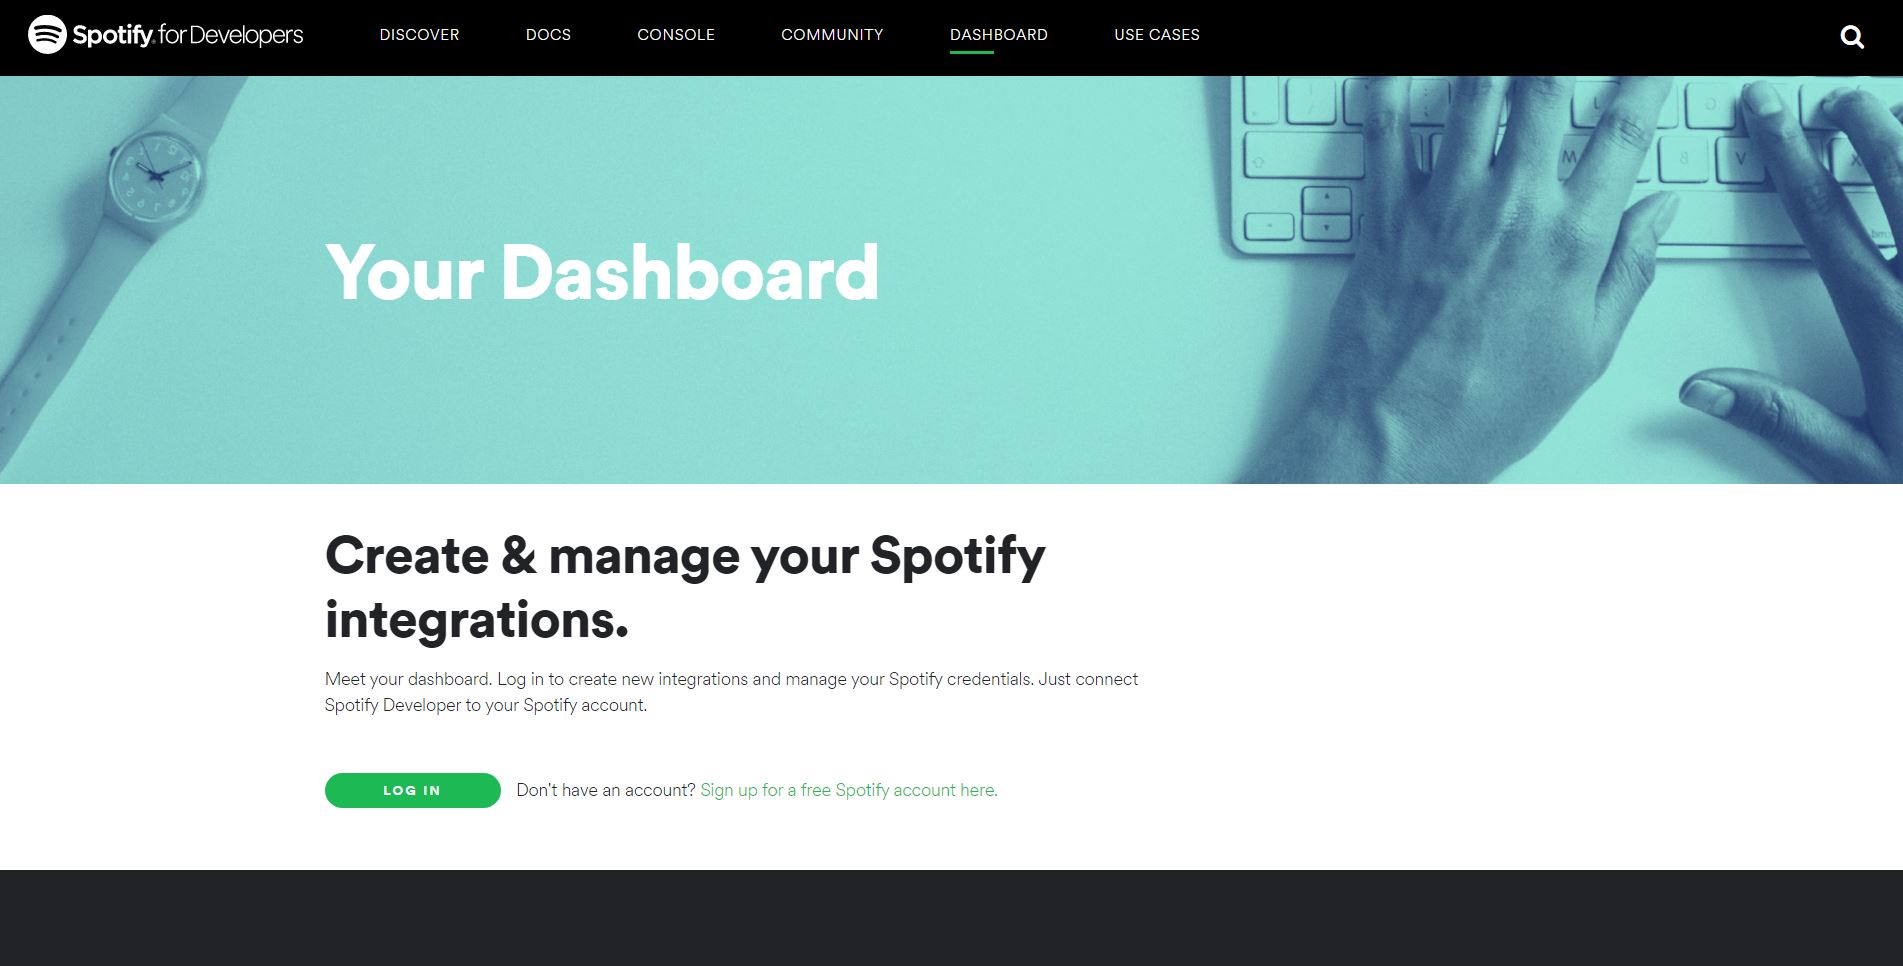 Spotify for Developers
DISCOVER
DOCS
CONSOLE
COMMUNITY
DASHBOARD
USE CASES
Your Dashboard
Create & manage your Spotify
integrations.
Meet your dashboard. Log in to create new integrations and manage your Spotify credentials. Just connect
Spotify Developer to your Spotify account.
LOG IN
Don't have an account? Sign up for a free Spotify account here.